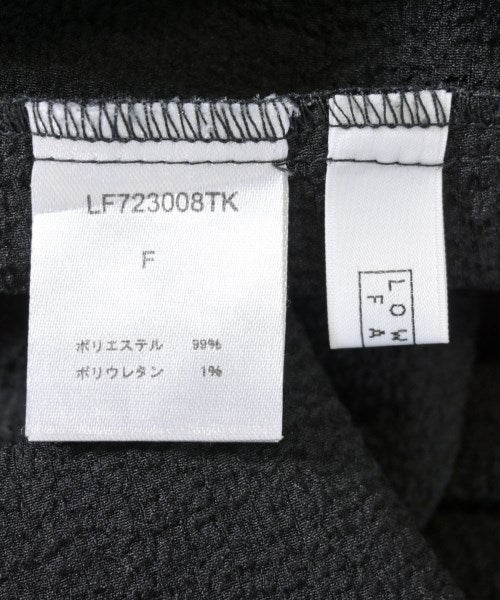 LF723008TK
F
ポリエステル 99%
ポリウレタン 1%
LOW
FA